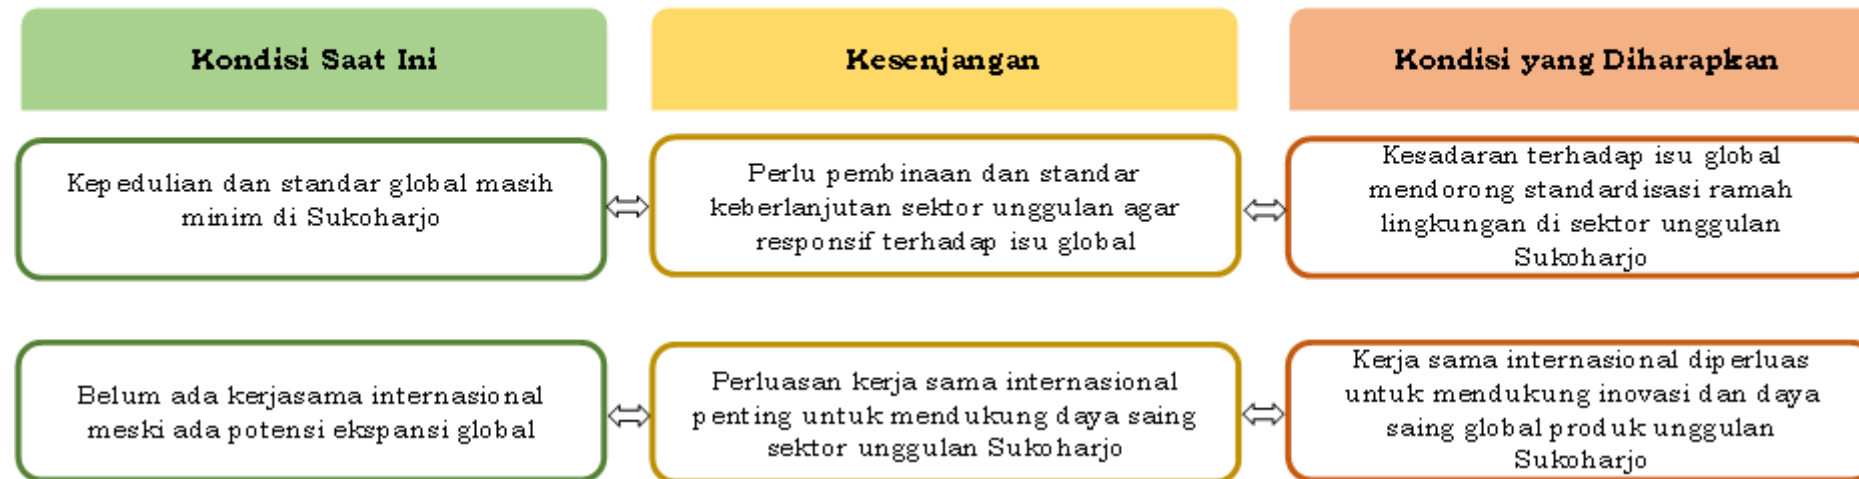 Kondisi Saat Ini
Kesenjangan
Kondisi yang Diharapkan
Kepedulian dan standar global masih
minim di Sukoharjo
Perlu pembinaan dan standar
keberlanjutan sektor unggulan agar
responsif terhadap isu global
Kesadaran terhadap isu global
mendorong standardisasi ramah
lingkungan di sektor unggulan
Sukoharjo
Belum ada kerjasama internasional
meski ada potensi ekspansi global
Perluasan kerja sama internasional
penting untuk mendukung daya saing
sektor unggulan Sukoharjo
Kerja sama internasional diperluas
untuk mendukung inovasi dan daya
saing global produk unggulan
Sukoharjo